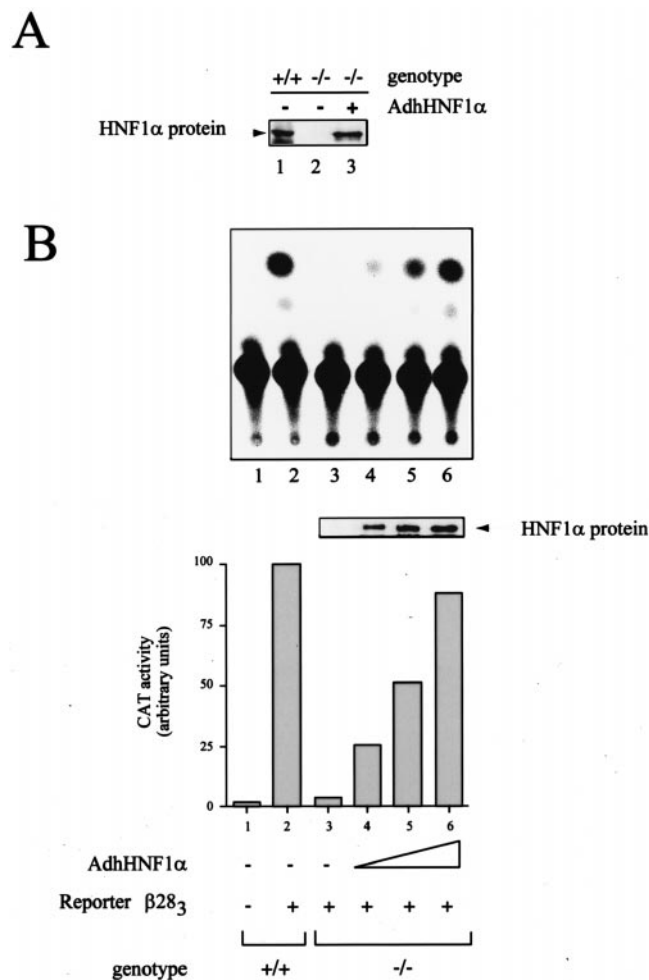 A
+/+ -/- -/- genotype
- - + AdhHNF1α
HNF1α protein
1 2 3
B
1 2 3 4 5 6
HNF1α protein
100
75
50
25
0
CAT activity
(arbitrary units)
1 2 3 4 5 6
AdhHNF1α - - -
Reporter β28₃ - + + + + +
genotype +/+ -/-